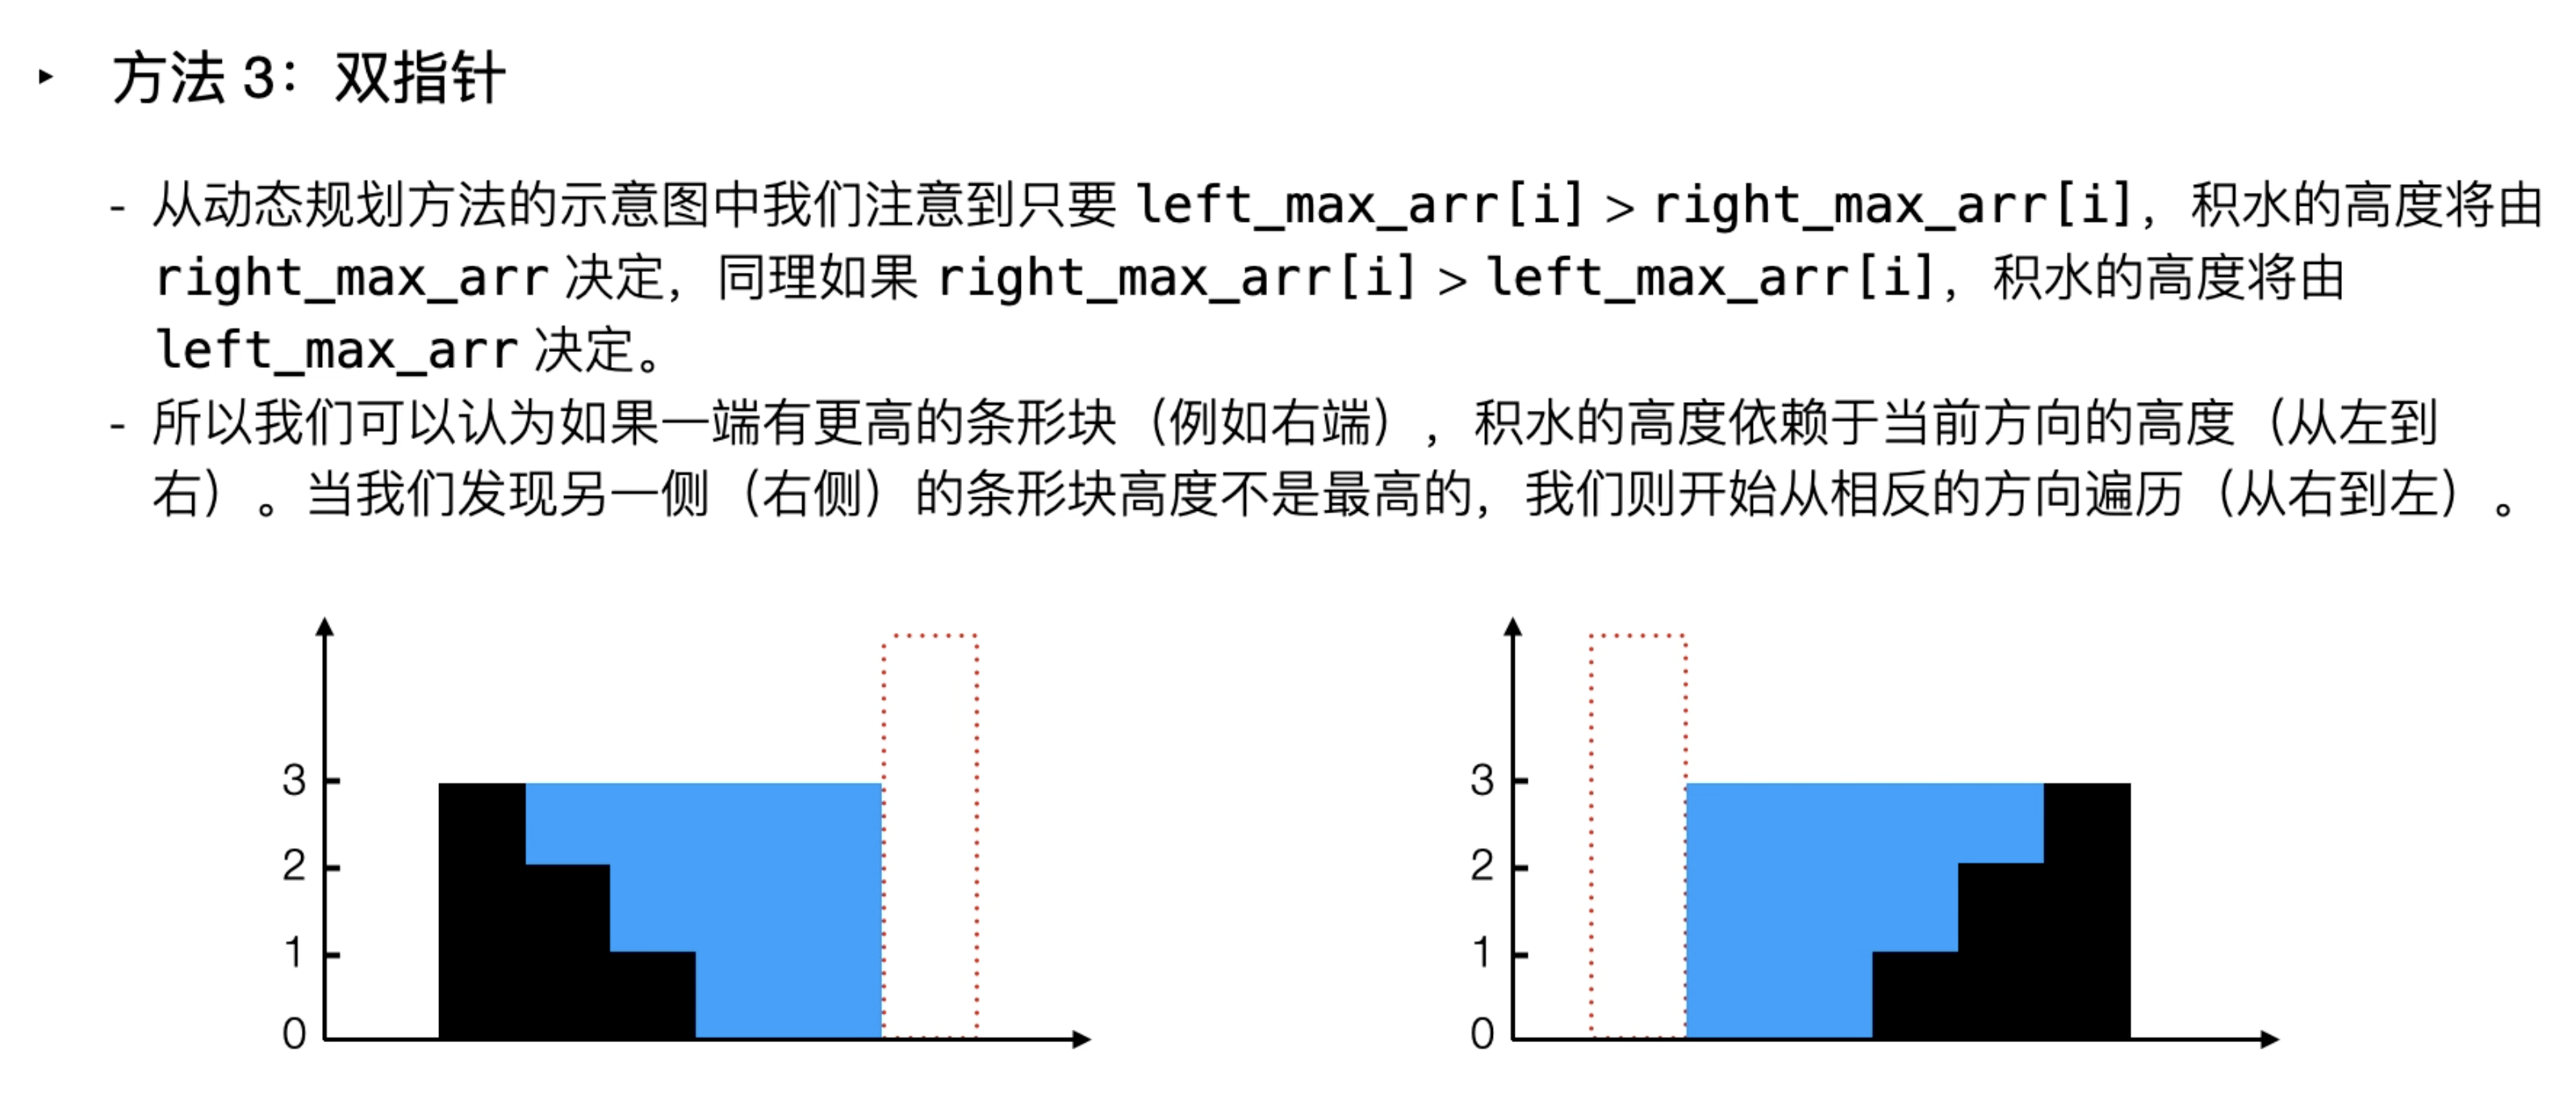 ‣ 方法 3：双指针
- 从动态规划方法的示意图中我们注意到只要 left_max_arr[i] > right_max_arr[i]，积水的高度将由
right_max_arr 决定，同理如果 right_max_arr[i] > left_max_arr[i]，积水的高度将由
left_max_arr 决定。
- 所以我们可以认为如果一端有更高的条形块（例如右端），积水的高度依赖于当前方向的高度（从左到
右）。当我们发现另一侧（右侧）的条形块高度不是最高的，我们则开始从相反的方向遍历（从右到左）。
3
2
1
0
3
2
1
0